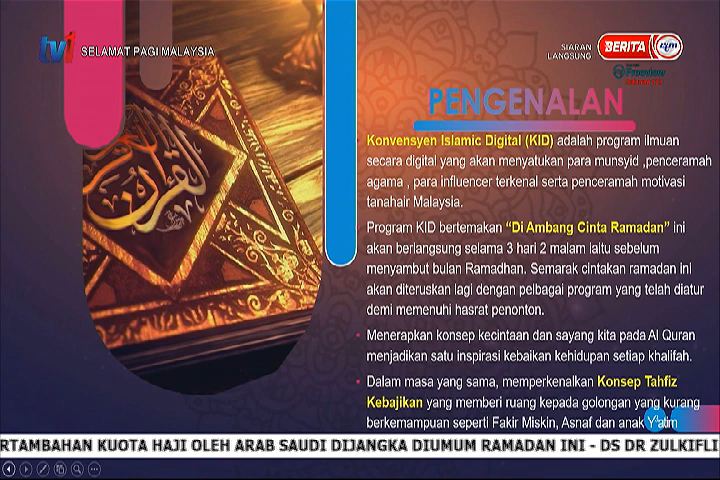 tv1
SELAMAT PAGI MALAYSIA
SIARAN
LANGSUNG
BERITA
PENGENALAN
Konvensyen Islamic Digital (KID) adalah program ilmuan
secara digital yang akan menyatukan para munsyid ,penceramah
agama , para influencer terkenal serta penceramah motivasi
tanahair Malaysia.
Program KID bertemakan “Di Ambang Cinta Ramadan” ini
akan berlangsung selama 3 hari 2 malam iaitu sebelum
menyambut bulan Ramadhan. Semarak cintakan ramadan ini
akan diteruskan lagi dengan pelbagai program yang telah diatur
demi memenuhi hasrat penonton.
Menerapkan konsep kecintaan dan sayang kita pada Al Quran
menjadikan satu inspirasi kebaikan kehidupan setiap khalifah.
Dalam masa yang sama, memperkenalkan Konsep Tahfiz
Kebajikan yang memberi ruang kepada golongan yang kurang
berkemampuan seperti Fakir Miskin, Asnaf dan anak Yatim
RTAMBAHAN KUOTA HAJI OLEH ARAB SAUDI DIJANGKA DIUMUM RAMADAN INI - DS DR ZULKIFLI